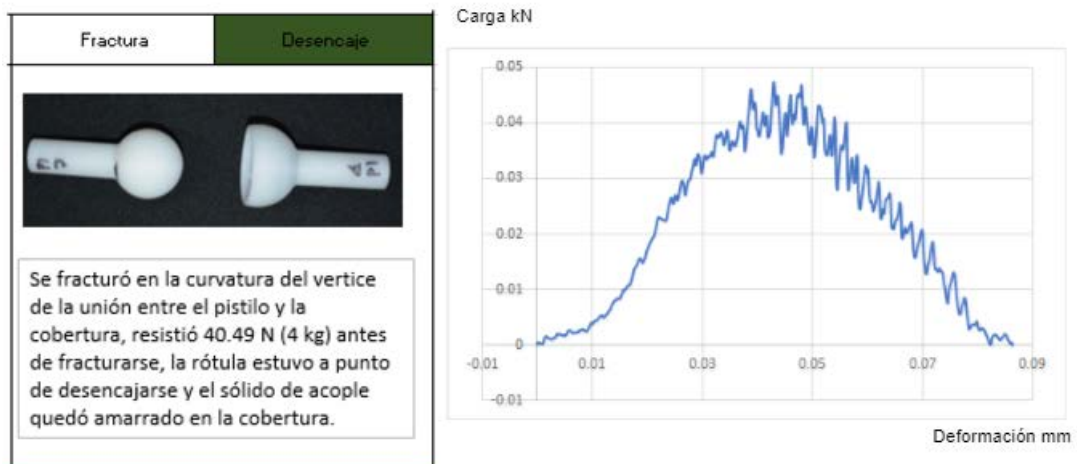 Fractura
Desencaje
Se fracturó en la curvatura del vertice
de la unión entre el pistilo y la
cobertura, resistió 40.49 N (4 kg) antes
de fracturarse, la rótula estuvo a punto
de desencajarse y el sólido de acople
quedó amarrado en la cobertura.
Carga kN
0.05
0.04
0.03
0.02
0.01
0
-0.01
-0.01
0.01
0.03
0.05
0.07
0.09
Deformación mm